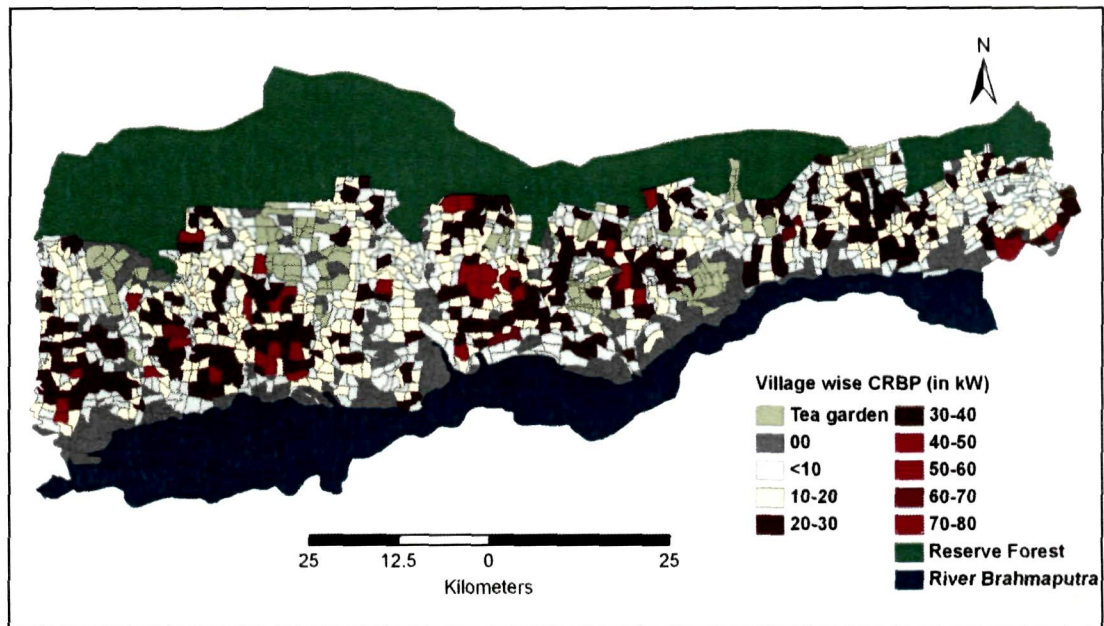 N
Village wise CRBP (in kW)
Tea garden
00
<10
10-20
20-30
30-40
40-50
50-60
60-70
70-80
Reserve Forest
River Brahmaputra
25 12.5 0 25
Kilometers